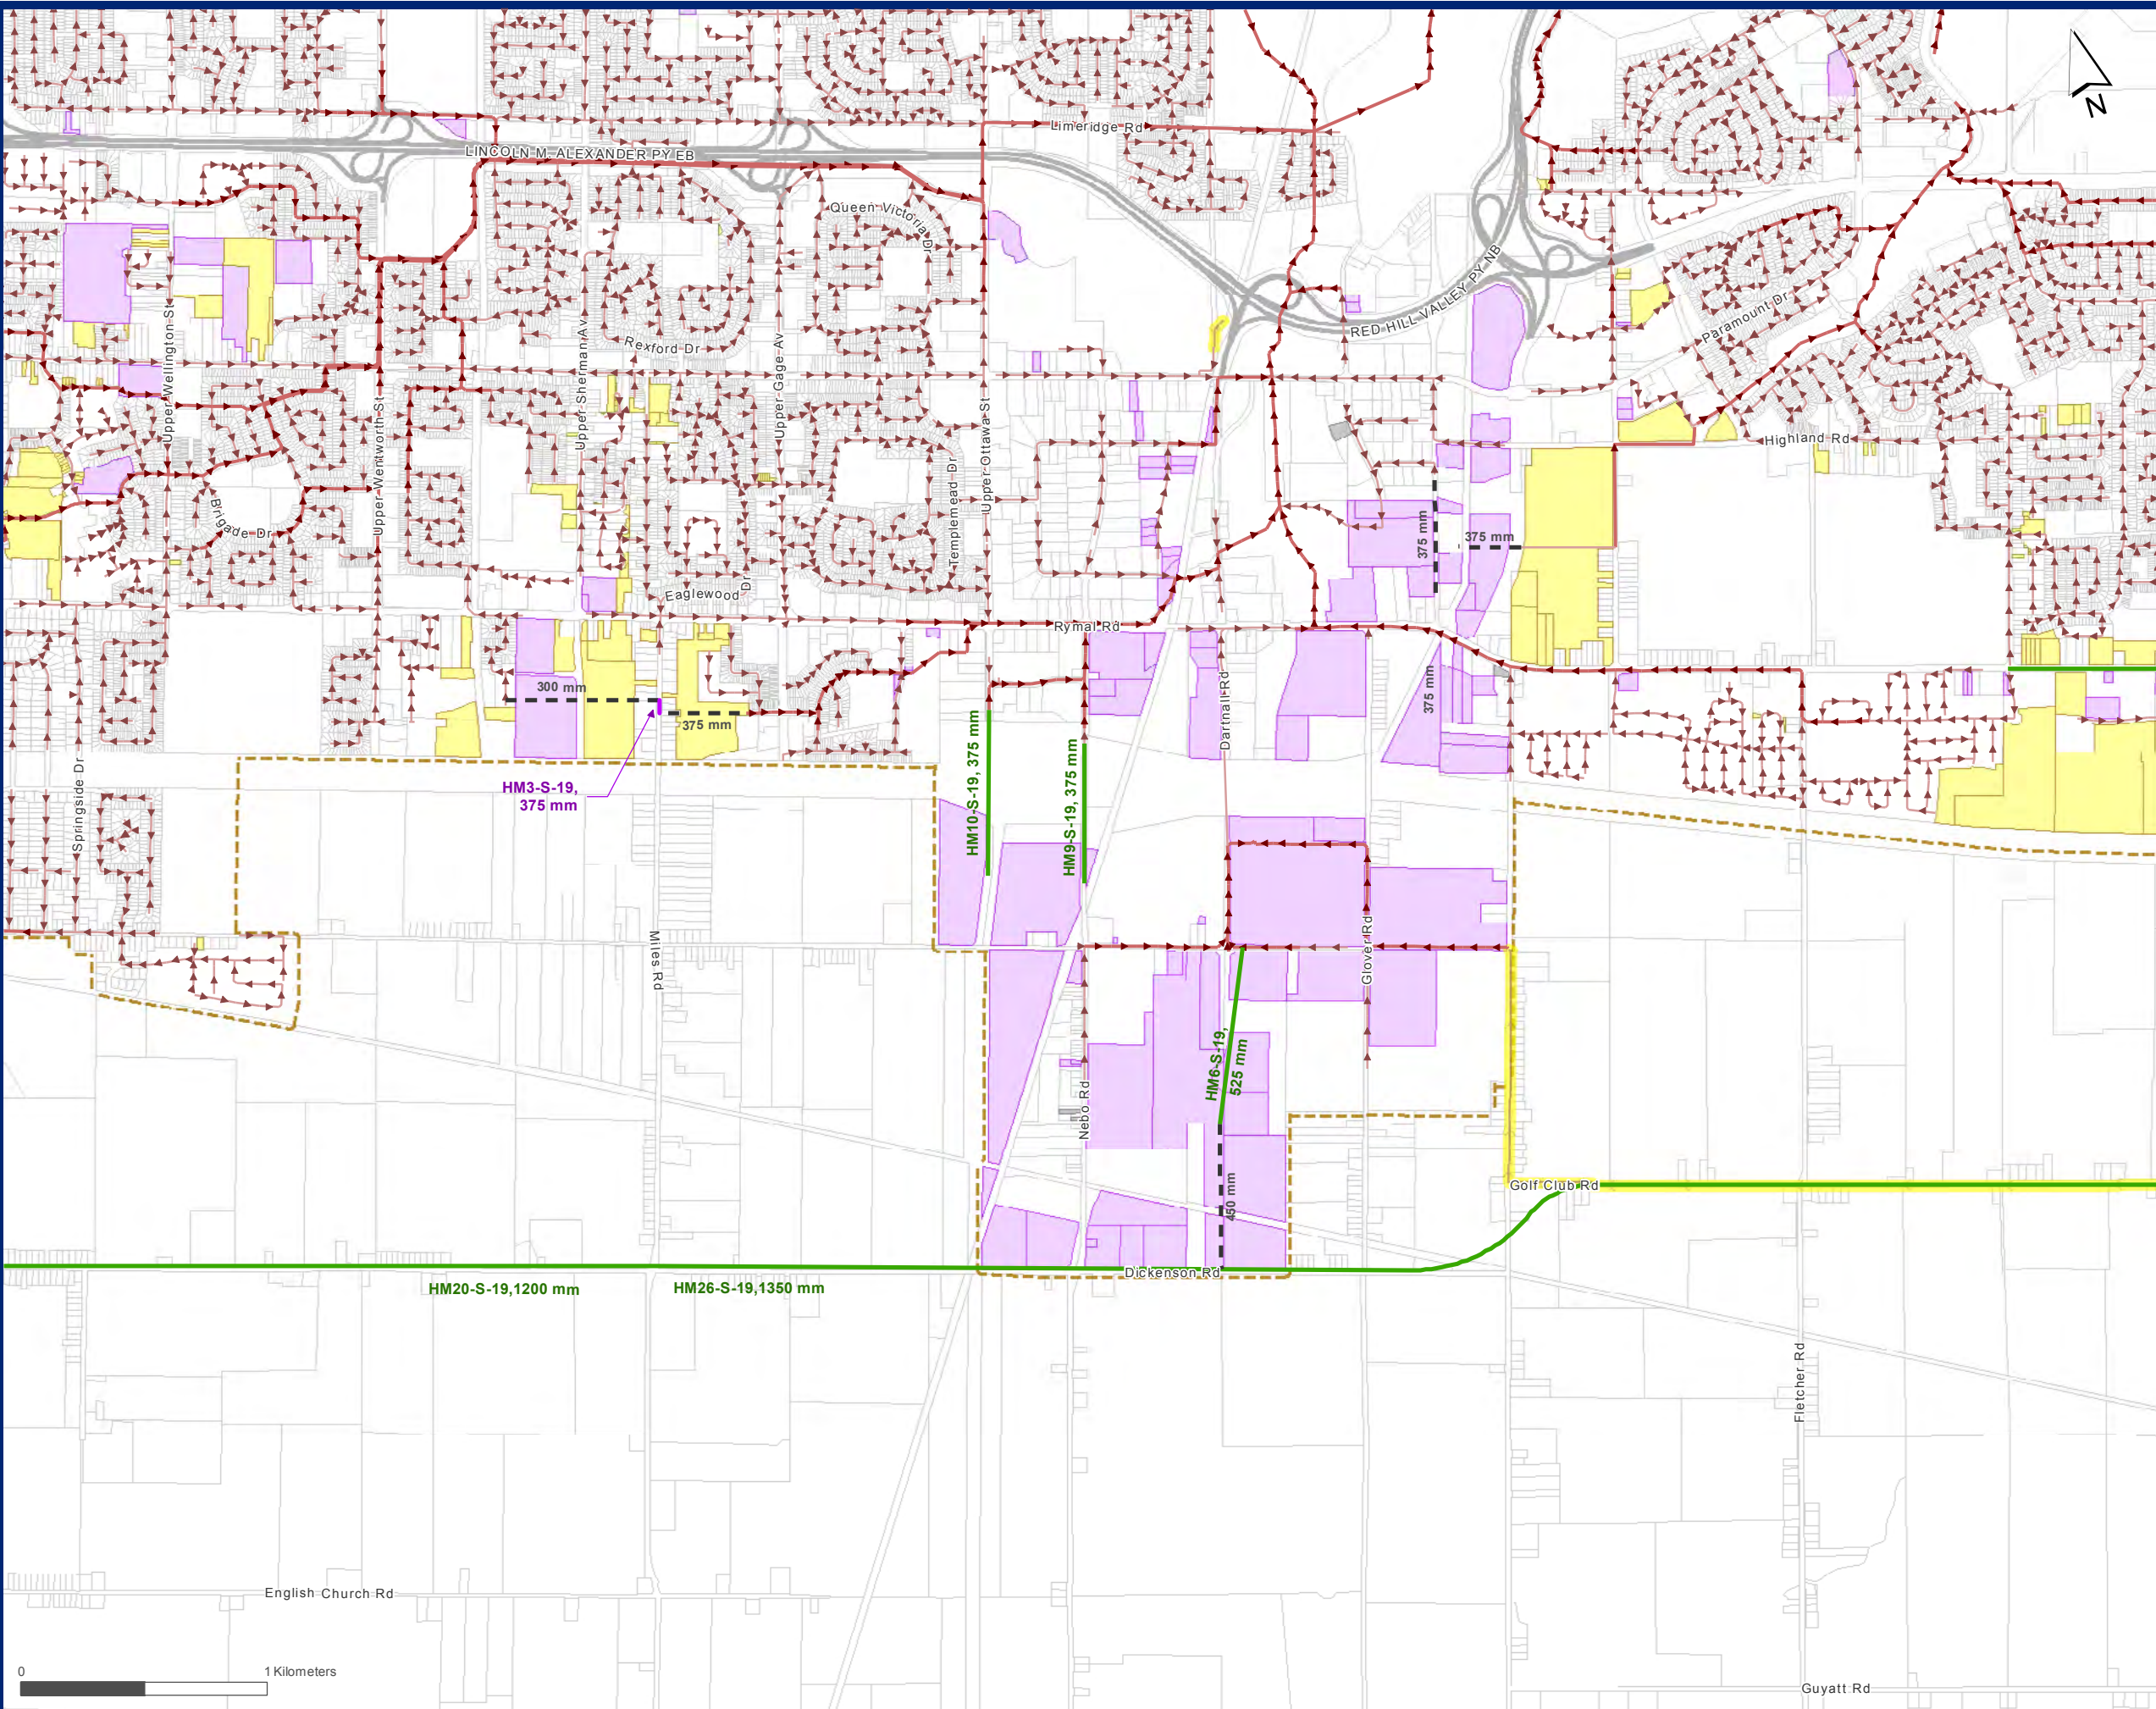 N
Limeridge Rd
LINCOLN M. ALEXANDER PY EB
Queen Victoria Dr
RED HILL VALLEY PY NB
Paramount Dr
Upper Wellington St
Upper Sherman Av
Rexford Dr
Upper Gage Av
Upper Wentworth St
Upper Ottawa St
Templemead Dr
Highland Rd
Brigade Dr
375 mm
375 mm
Eaglewood Dr
Rymal Rd
300 mm
375 mm
375 mm
Dartnall Rd
HM3-S-19,
375 mm
HM10-S-19, 375 mm
HM9-S-19, 375 mm
Springside Dr
Miles Rd
Glover Rd
HM6-S-19,
525 mm
Nebo Rd
450 mm
Golf Club Rd
Dickenson Rd
HM20-S-19,1200 mm
HM26-S-19,1350 mm
Fletcher Rd
English Church Rd
0
1 Kilometers
Guyatt Rd